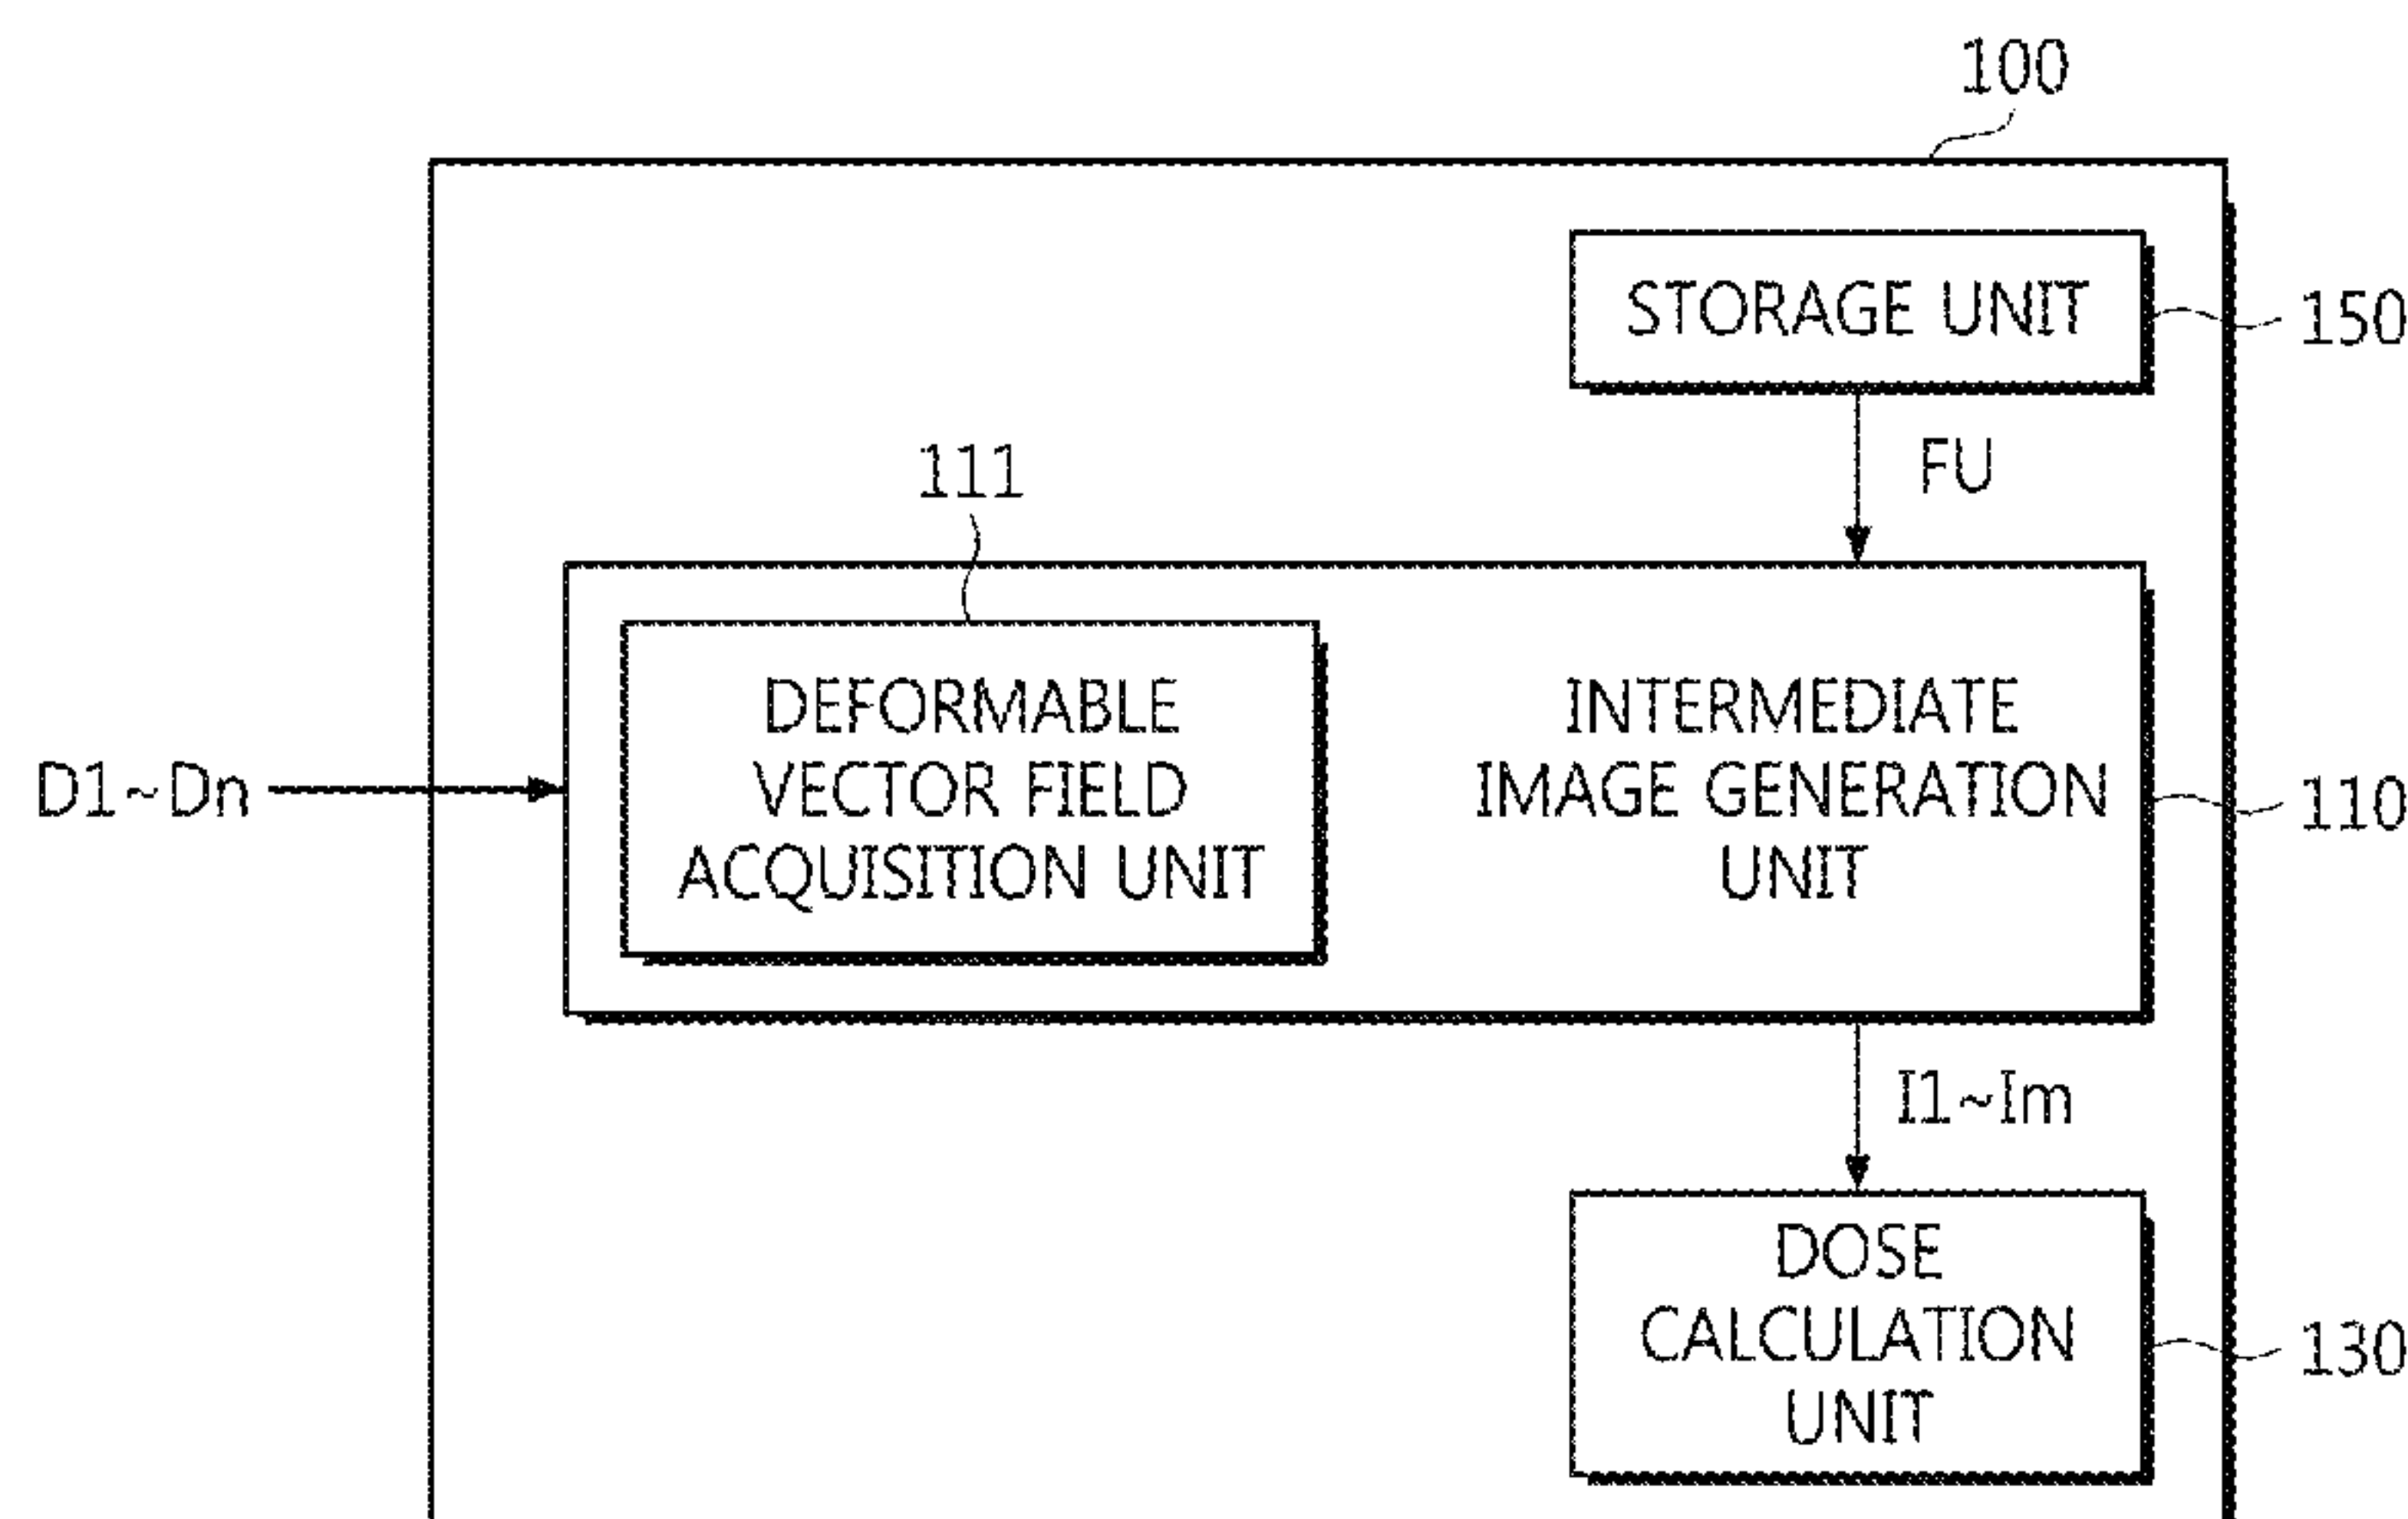 100
STORAGE UNIT
150
FU
111
DEFORMABLE
VECTOR FIELD
ACQUISITION UNIT
INTERMEDIATE
IMAGE GENERATION
UNIT
D1~Dn
110
I1~Im
DOSE
CALCULATION
UNIT
130